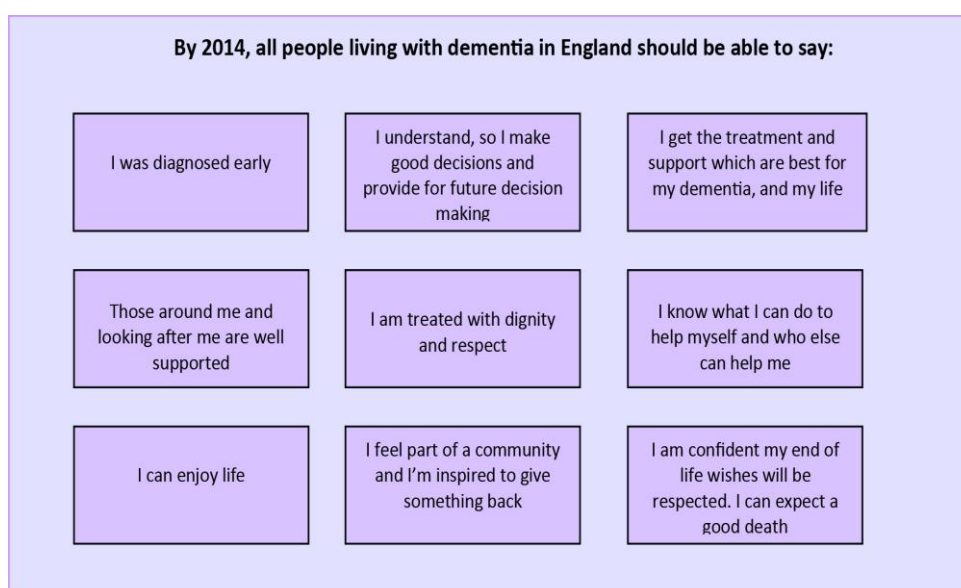 By 2014, all people living with dementia in England should be able to say:
I was diagnosed early
I understand, so I make
good decisions and
provide for future decision
making
I get the treatment and
support which are best for
my dementia, and my life
Those around me and
looking after me are well
supported
I am treated with dignity
and respect
I know what I can do to
help myself and who else
can help me
I can enjoy life
I feel part of a community
and I’m inspired to give
something back
I am confident my end of
life wishes will be
respected. I can expect a
good death